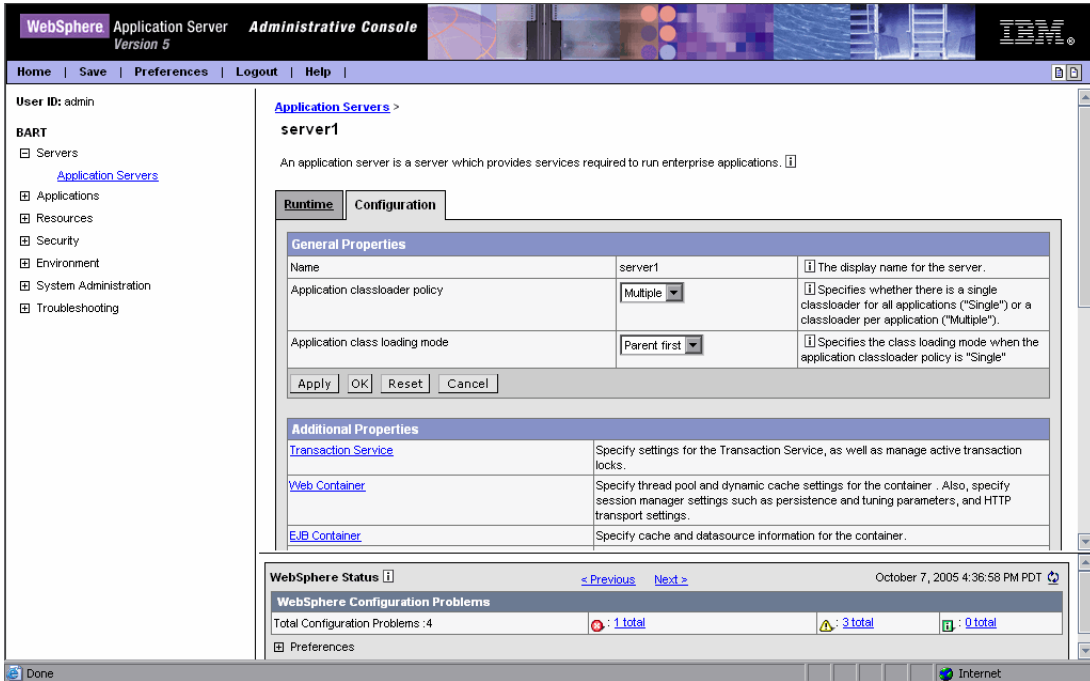 WebSphere Application Server Administrative Console
Version 5
IBM
Home | Save | Preferences | Logout | Help |
User ID: admin
BART
Servers
Application Servers
Applications
Resources
Security
Environment
System Administration
Troubleshooting
Application Servers >
server1
An application server is a server which provides services required to run enterprise applications. i
Runtime
Configuration
General Properties
Name
server1
i The display name for the server.
Application classloader policy
Multiple
i Specifies whether there is a single
classloader for all applications ("Single") or a
classloader per application ("Multiple").
Application class loading mode
Parent first
i Specifies the class loading mode when the
application classloader policy is "Single"
Apply OK Reset Cancel
Additional Properties
Transaction Service
Specify settings for the Transaction Service, as well as manage active transaction
locks.
Web Container
Specify thread pool and dynamic cache settings for the container . Also, specify
session manager settings such as persistence and tuning parameters, and HTTP
transport settings.
EJB Container
Specify cache and datasource information for the container.
WebSphere Status i
< Previous Next >
October 7, 2005 4:36:58 PM PDT
WebSphere Configuration Problems
Total Configuration Problems :4
: 1 total
: 3 total
: 0 total
Preferences
Done
Internet